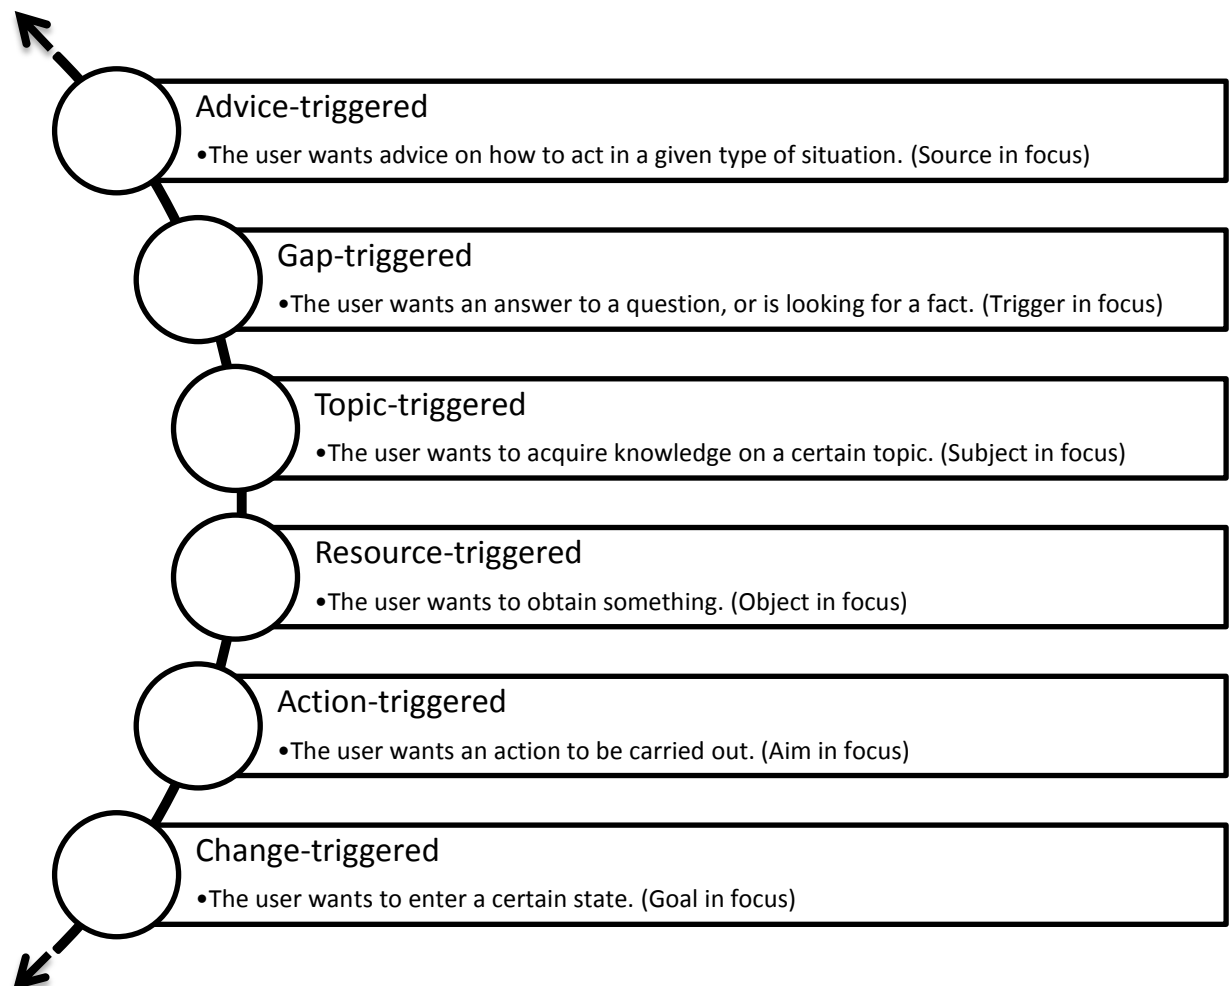 Advice-triggered
•The user wants advice on how to act in a given type of situation. (Source in focus)
Gap-triggered
•The user wants an answer to a question, or is looking for a fact. (Trigger in focus)
Topic-triggered
•The user wants to acquire knowledge on a certain topic. (Subject in focus)
Resource-triggered
•The user wants to obtain something. (Object in focus)
Action-triggered
•The user wants an action to be carried out. (Aim in focus)
Change-triggered
•The user wants to enter a certain state. (Goal in focus)